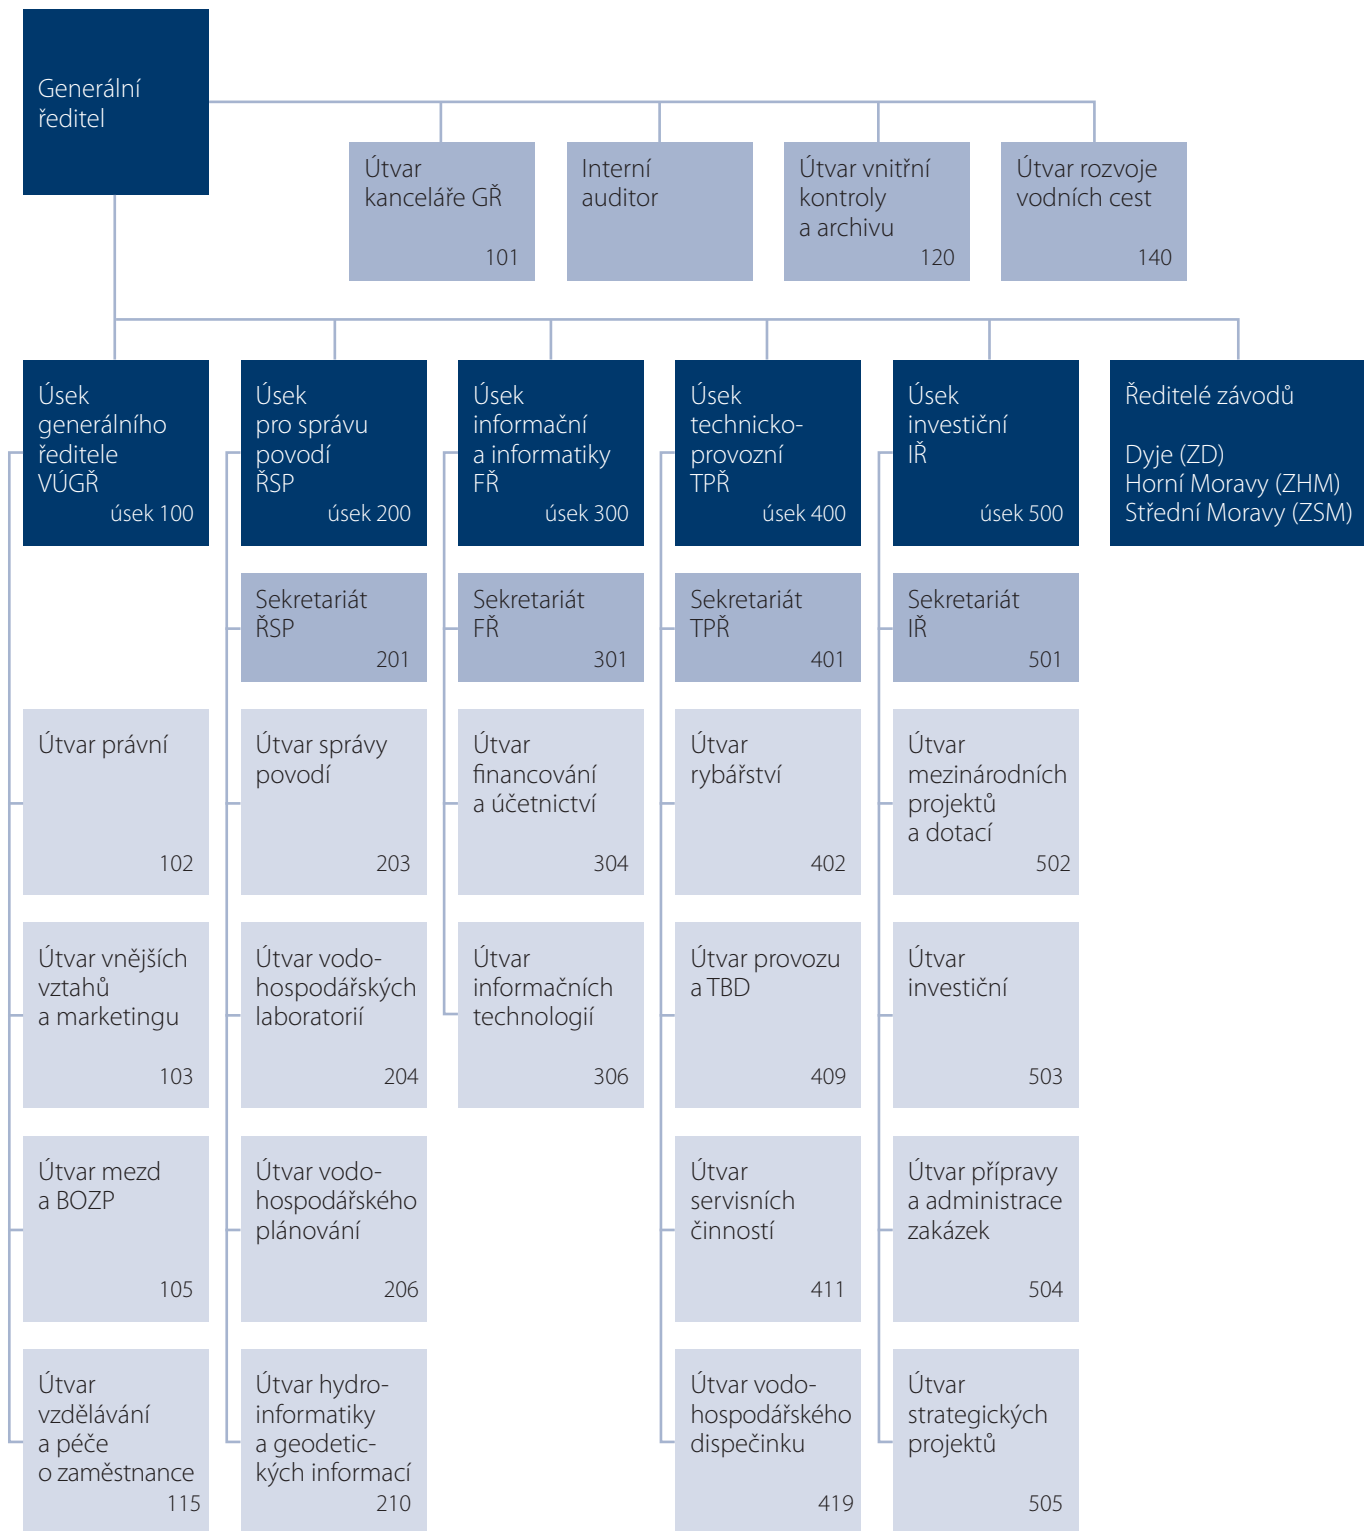 Generální
ředitel
Útvar
kanceláře GŘ
101
Interní
auditor
Útvar vnitřní
kontroly
a archivu
120
Útvar rozvoje
vodních cest
140
Úsek
generálního
ředitele
VÚGŘ
úsek 100
Úsek
pro správu
povodí
ŘSP
úsek 200
Úsek
informační
a informatiky
FŘ
úsek 300
Úsek
technicko-
provozní
TPŘ
úsek 400
Úsek
investiční
IŘ
úsek 500
Ředitelé závodů
Dyje (ZD)
Horní Moravy (ZHM)
Střední Moravy (ZSM)
Sekretariát
ŘSP
201
Sekretariát
FŘ
301
Sekretariát
TPŘ
401
Sekretariát
IŘ
501
Útvar právní
102
Útvar správy
povodí
203
Útvar
financování
a účetnictví
304
Útvar
rybářství
402
Útvar
mezinárodních
projektů
a dotací
502
Útvar vnějších
vztahů
a marketingu
103
Útvar vodo-
hospodářských
laboratorií
204
Útvar
informačních
technologií
306
Útvar provozu
a TBD
409
Útvar
investiční
503
Útvar mezd
a BOZP
105
Útvar vodo-
hospodářského
plánování
206
Útvar
servisních
činností
411
Útvar přípravy
a administrace
zakázek
504
Útvar
vzdělávání
a péče
o zaměstnance
115
Útvar hydro-
informatiky
a geodetic-
kých informací
210
Útvar vodo-
hospodářského
dispečinku
419
Útvar
strategických
projektů
505